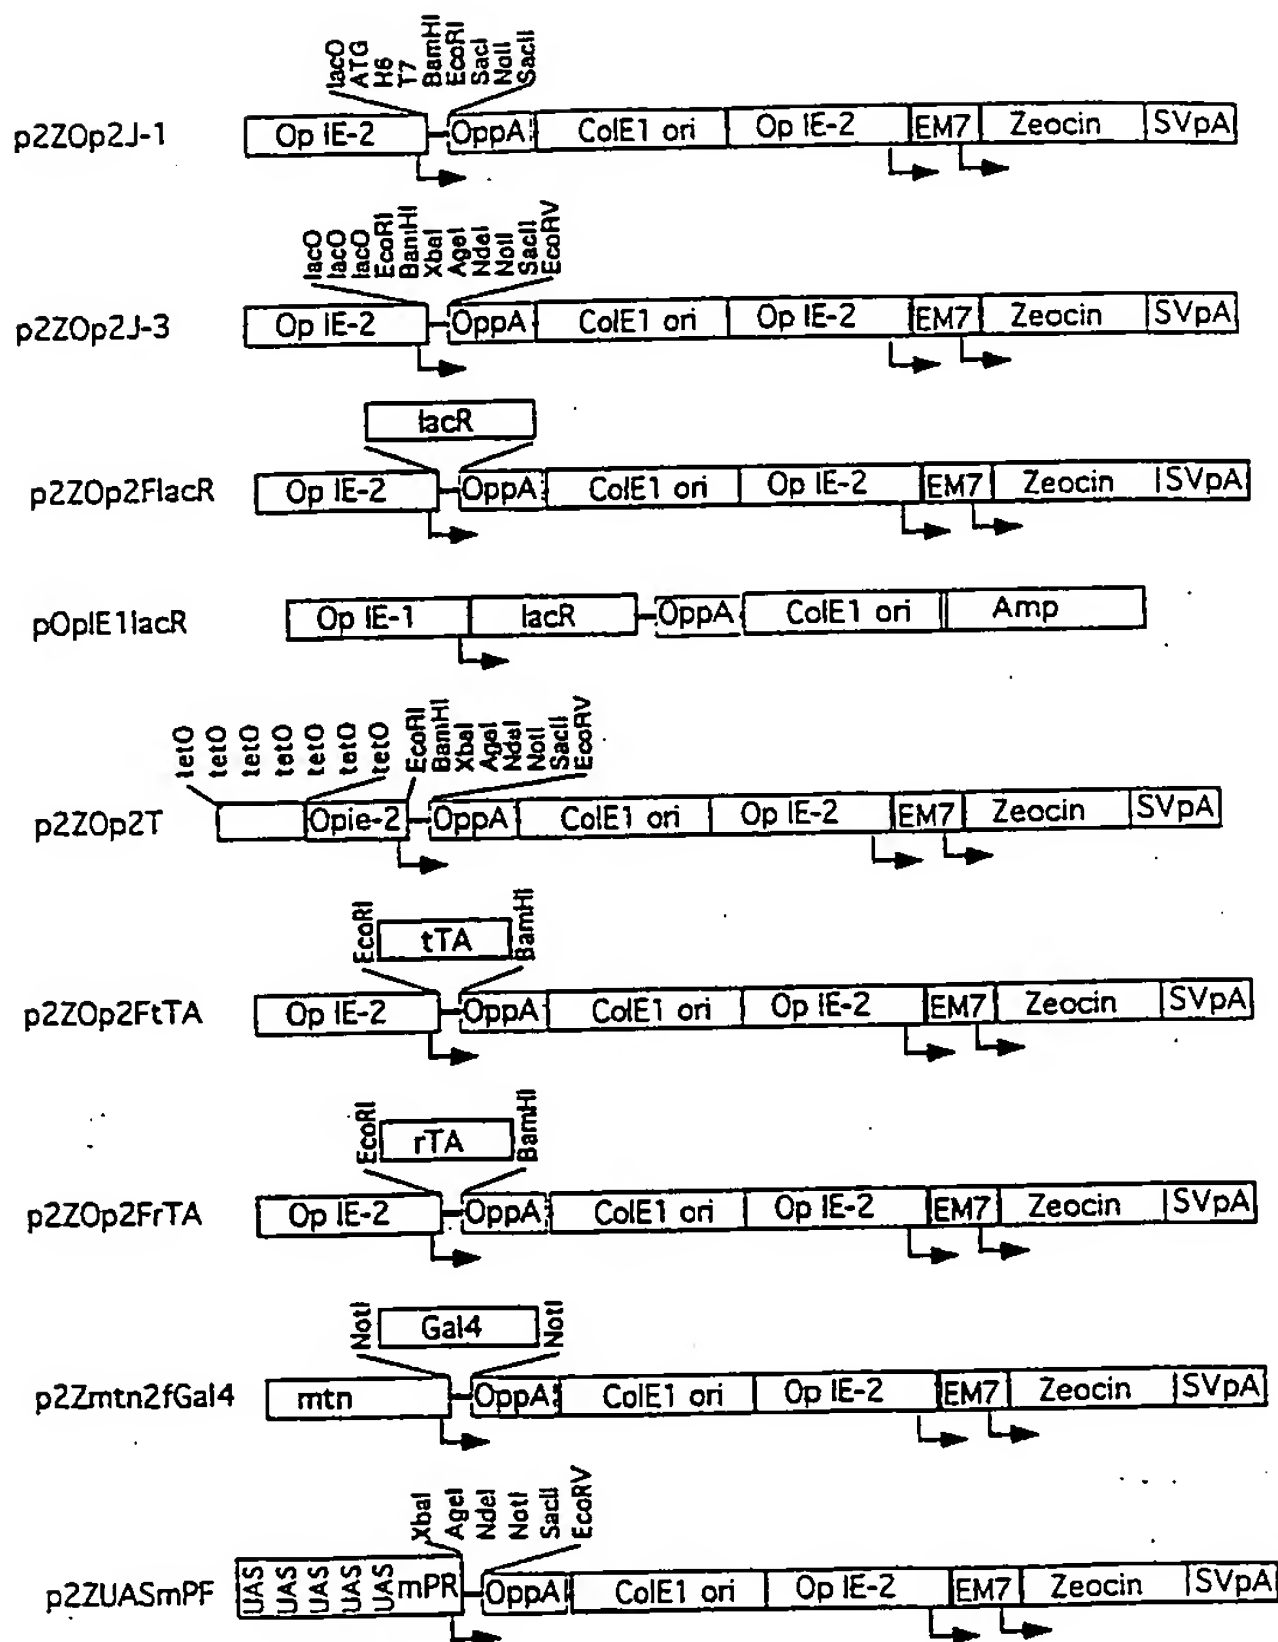 lacO ATG H6 T7 BamHI EcoRI SacI NotI SacII
p2ZOp2J-1 Op IE-2 OppA ColE1 ori Op IE-2 EM7 Zeocin SVpA
lacO lacO lacO EcoRI BamHI XbaI AgeI NdeI NotI SacII EcoRV
p2ZOp2J-3 Op IE-2 OppA ColE1 ori Op IE-2 EM7 Zeocin SVpA
lacR
p2ZOp2FlacR Op IE-2 OppA ColE1 ori Op IE-2 EM7 Zeocin SVpA
pOpIE1lacR Op IE-1 lacR OppA ColE1 ori Amp
tetO tetO tetO tetO tetO tetO tetO EcoRI BamHI XbaI AgeI NdeI NotI SacII EcoRV
p2ZOp2T Opie-2 OppA ColE1 ori Op IE-2 EM7 Zeocin SVpA
EcoRI tTA BamHI
p2ZOp2FtTA Op IE-2 OppA ColE1 ori Op IE-2 EM7 Zeocin SVpA
EcoRI rTA BamHI
p2ZOp2FrTA Op IE-2 OppA ColE1 ori Op IE-2 EM7 Zeocin SVpA
NotI Gal4 NotI
p2Zmtn2fGal4 mtn OppA ColE1 ori Op IE-2 EM7 Zeocin SVpA
XbaI AgeI NdeI NotI SacII EcoRV
p2ZUASmPF UAS UAS UAS UAS UAS mPR OppA ColE1 ori Op IE-2 EM7 Zeocin SVpA